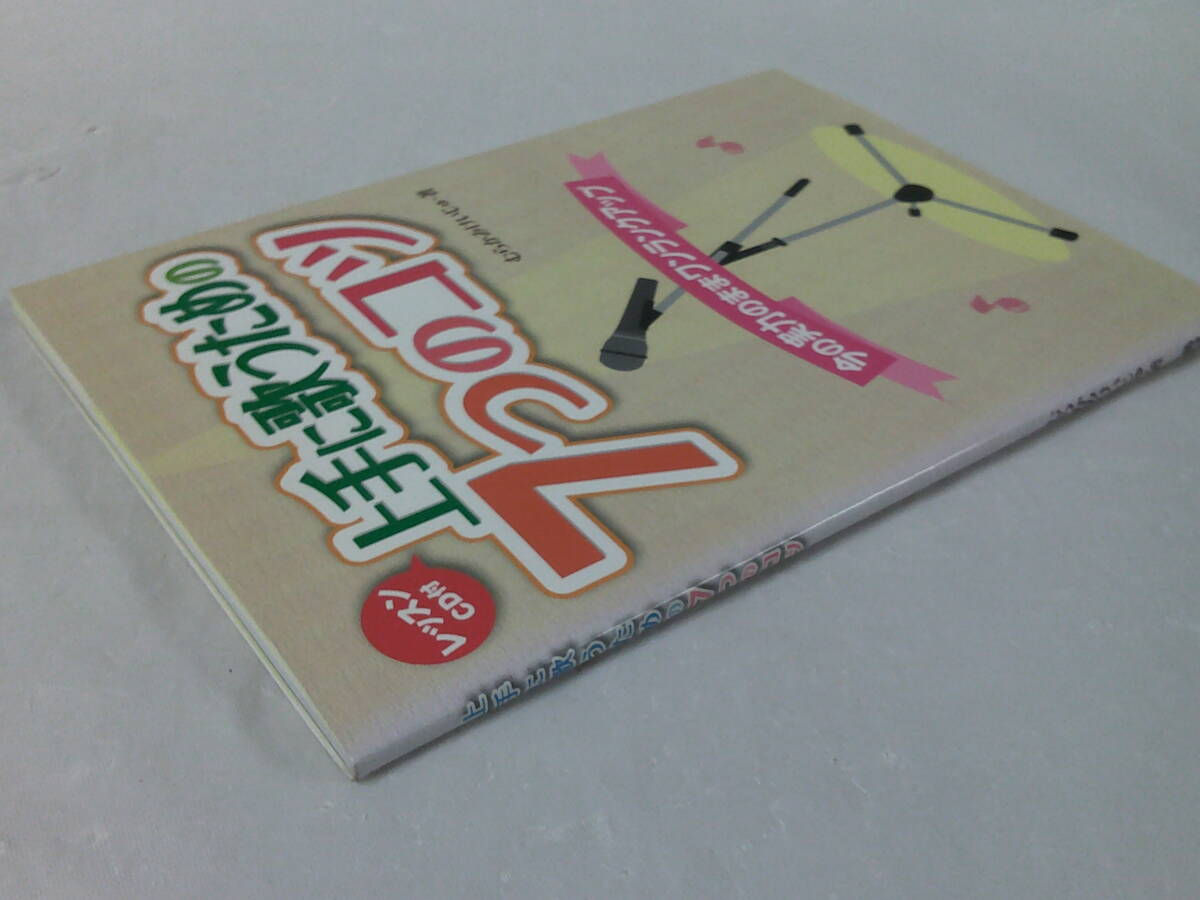 レッスン
CD付
上手に歌うための
7つのコツ
今の実力のままワンランクアップ
上手に歌うための7つのコツ